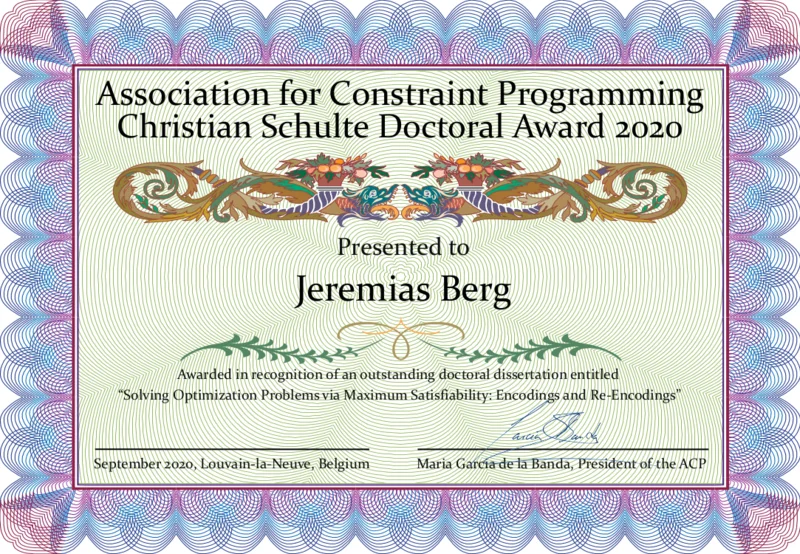 Association for Constraint Programming
Christian Schulte Doctoral Award 2020
Presented to
Jeremias Berg
Awarded in recognition of an outstanding doctoral dissertation entitled
“Solving Optimization Problems via Maximum Satisfiability: Encodings and Re-Encodings”
September 2020, Louvain-la-Neuve, Belgium
Maria Garcia de la Banda, President of the ACP